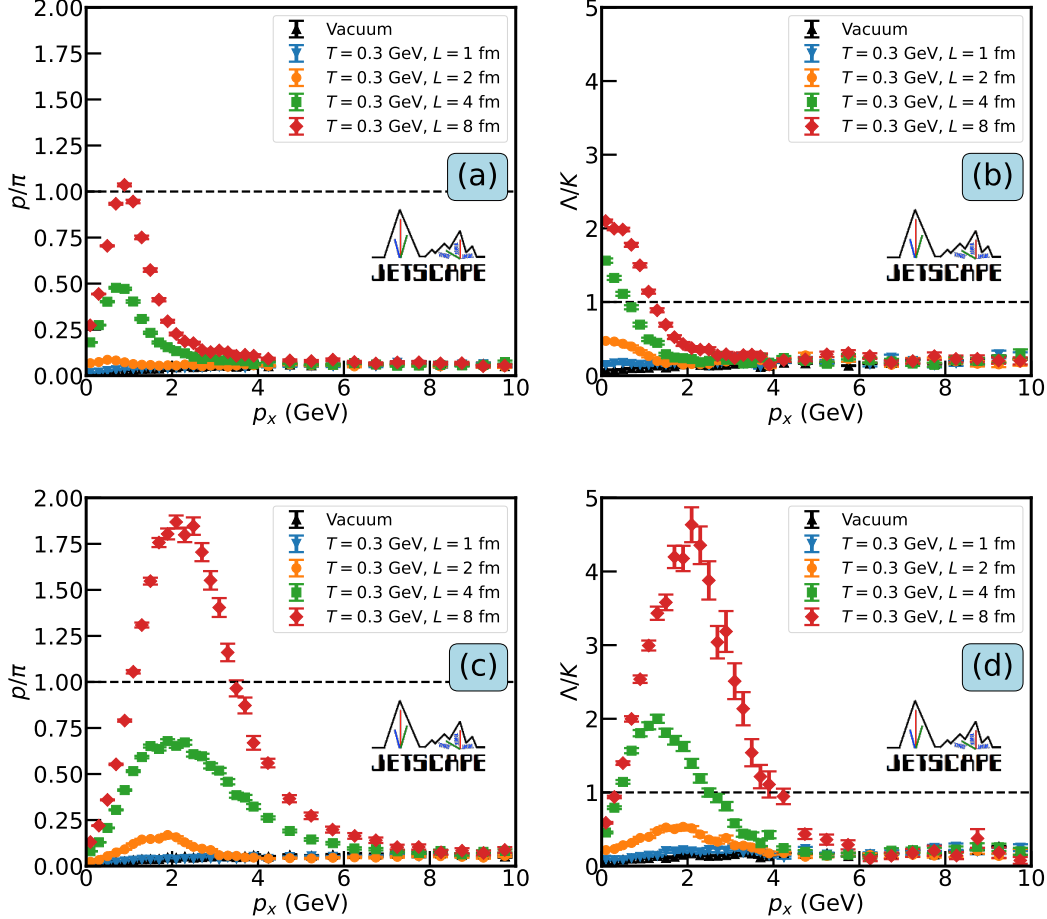 2.00
1.75
1.50
1.25
1.00
0.75
0.50
0.25
0.00
p/π
Vacuum
T = 0.3 GeV, L = 1 fm
T = 0.3 GeV, L = 2 fm
T = 0.3 GeV, L = 4 fm
T = 0.3 GeV, L = 8 fm
(a)
JETSCAPE
0 2 4 6 8 10
pₓ (GeV)
5
4
3
2
1
0
Λ/K
Vacuum
T = 0.3 GeV, L = 1 fm
T = 0.3 GeV, L = 2 fm
T = 0.3 GeV, L = 4 fm
T = 0.3 GeV, L = 8 fm
(b)
JETSCAPE
0 2 4 6 8 10
pₓ (GeV)
2.00
1.75
1.50
1.25
1.00
0.75
0.50
0.25
0.00
p/π
Vacuum
T = 0.3 GeV, L = 1 fm
T = 0.3 GeV, L = 2 fm
T = 0.3 GeV, L = 4 fm
T = 0.3 GeV, L = 8 fm
(c)
JETSCAPE
0 2 4 6 8 10
pₓ (GeV)
5
4
3
2
1
0
Λ/K
Vacuum
T = 0.3 GeV, L = 1 fm
T = 0.3 GeV, L = 2 fm
T = 0.3 GeV, L = 4 fm
T = 0.3 GeV, L = 8 fm
(d)
JETSCAPE
0 2 4 6 8 10
pₓ (GeV)